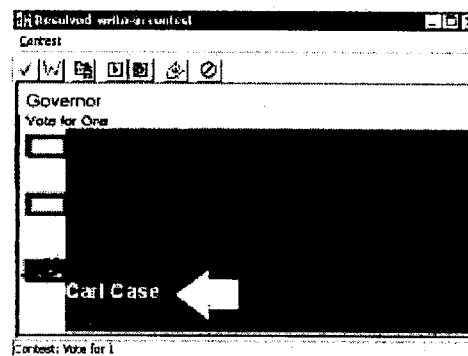 Resolved write-in contest
Contest
Governor
Vote for One
Carl Case
Contest: Vote for 1